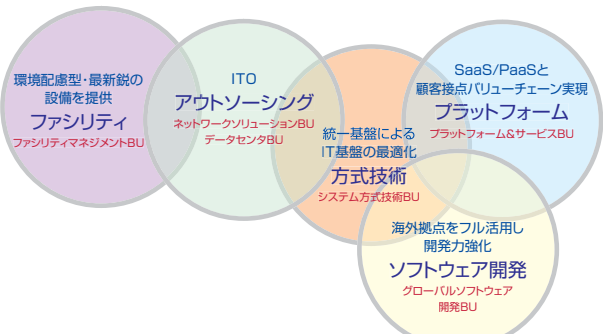 環境配慮型・最新鋭の
設備を提供
ファシリティ
ファシリティマネジメントBU
ITO
アウトソーシング
ネットワークソリューションBU
データセンタBU
統一基盤による
IT基盤の最適化
方式技術
システム方式技術BU
SaaS/PaaSと
顧客接点バリューチェーン実現
プラットフォーム
プラットフォーム&サービスBU
海外拠点をフル活用し
開発力強化
ソフトウェア開発
グローバルソフトウェア
開発BU